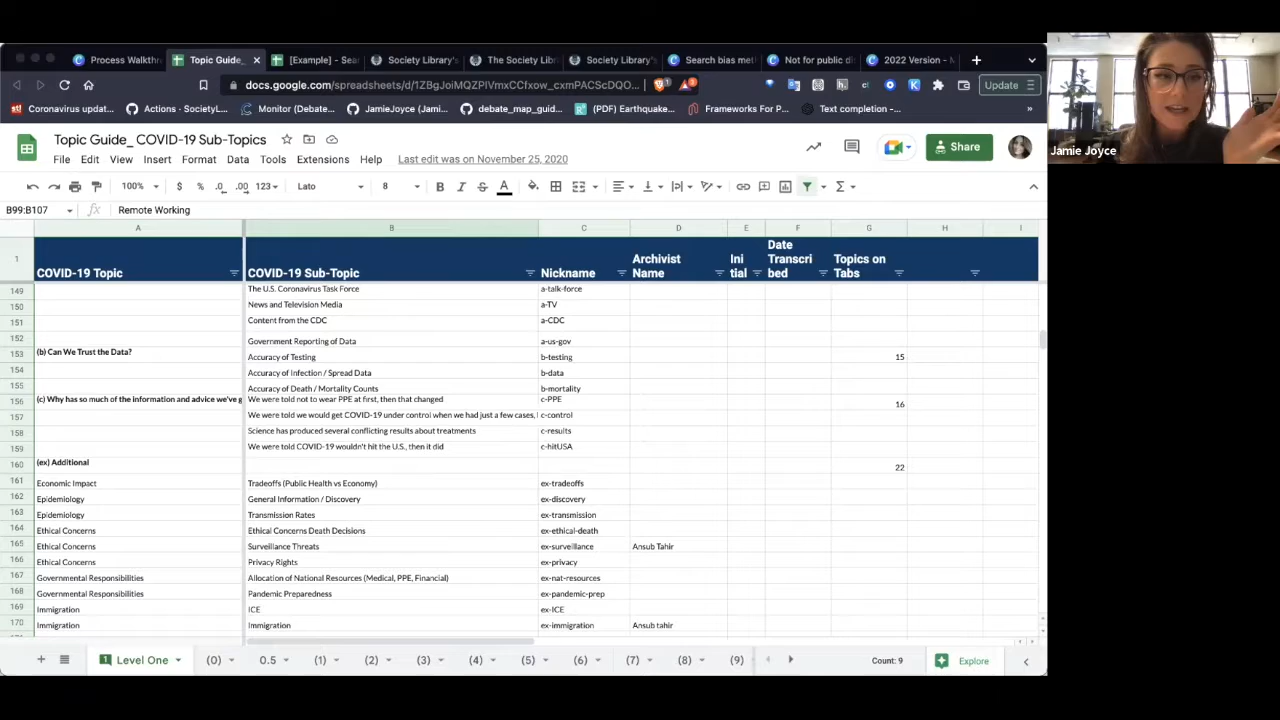 Process Walkthr
Topic Guide_
[Example] - Sea
Society Library's
The Society Lib
Society Library's
Search bias met
Not for public di
2022 Version - M
docs.google.com/spreadsheets/d/1ZBgJoiMQZPlVmxCCfxow_cxmPACScDQO...
Update
Coronavirus updat...
Actions · SocietyL...
Monitor (Debate...
JamieJoyce (Jami...
debate_map_guid...
(PDF) Earthquake...
Frameworks For P...
Text completion -...
Jamie Joyce
Topic Guide_ COVID-19 Sub-Topics
Share
File Edit View Insert Format Data Tools Extensions Help Last edit was on November 25, 2020
100% $ % .0 .00 123 Lato 8 B I S A
B99:B107 fx Remote Working
A B C D E F G H I
1 COVID-19 Topic COVID-19 Sub-Topic Nickname Archivist Name Ini tial Date Transcri bed Topics on Tabs
149 The U.S. Coronavirus Task Force a-talk-force
150 News and Television Media a-TV
151 Content from the CDC a-CDC
152 Government Reporting of Data a-us-gov
153 (b) Can We Trust the Data? Accuracy of Testing b-testing 15
154 Accuracy of Infection / Spread Data b-data
155 Accuracy of Death / Mortality Counts b-mortality
156 (c) Why has so much of the information and advice we've g We were told not to wear PPE at first, then that changed c-PPE 16
157 We were told we would get COVID-19 under control when we had just a few cases, c-control
158 Science has produced several conflicting results about treatments c-results
159 We were told COVID-19 wouldn't hit the U.S., then it did c-hitUSA
160 (ex) Additional 22
161 Economic Impact Tradeoffs (Public Health vs Economy) ex-tradeoffs
162 Epidemiology General Information / Discovery ex-discovery
163 Epidemiology Transmission Rates ex-transmission
164 Ethical Concerns Ethical Concerns Death Decisions ex-ethical-death
165 Ethical Concerns Surveillance Threats ex-surveillance Ansub Tahir
166 Ethical Concerns Privacy Rights ex-privacy
167 Governmental Responsibilities Allocation of National Resources (Medical, PPE, Financial) ex-nat-resources
168 Governmental Responsibilities Pandemic Preparedness ex-pandemic-prep
169 Immigration ICE ex-ICE
170 Immigration Immigration ex-immigration Ansub tahir
1 Level One (0) 0.5 (1) (2) (3) (4) (5) (6) (7) (8) (9) Count: 9 Explore